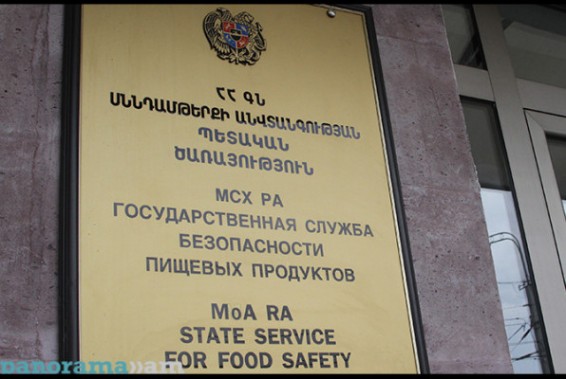 ՀՀ ԳՆ
ՍՆՆԴԱՄԹԵՐՔԻ ԱՆՎՏԱՆԳՈՒԹՅԱՆ
ՊԵՏԱԿԱՆ
ԾԱՌԱՅՈՒԹՅՈՒՆ
МСХ РА
ГОСУДАРСТВЕННАЯ СЛУЖБА
БЕЗОПАСНОСТИ
ПИЩЕВЫХ ПРОДУКТОВ
MoA RA
STATE SERVICE
FOR FOOD SAFETY
panorama»am